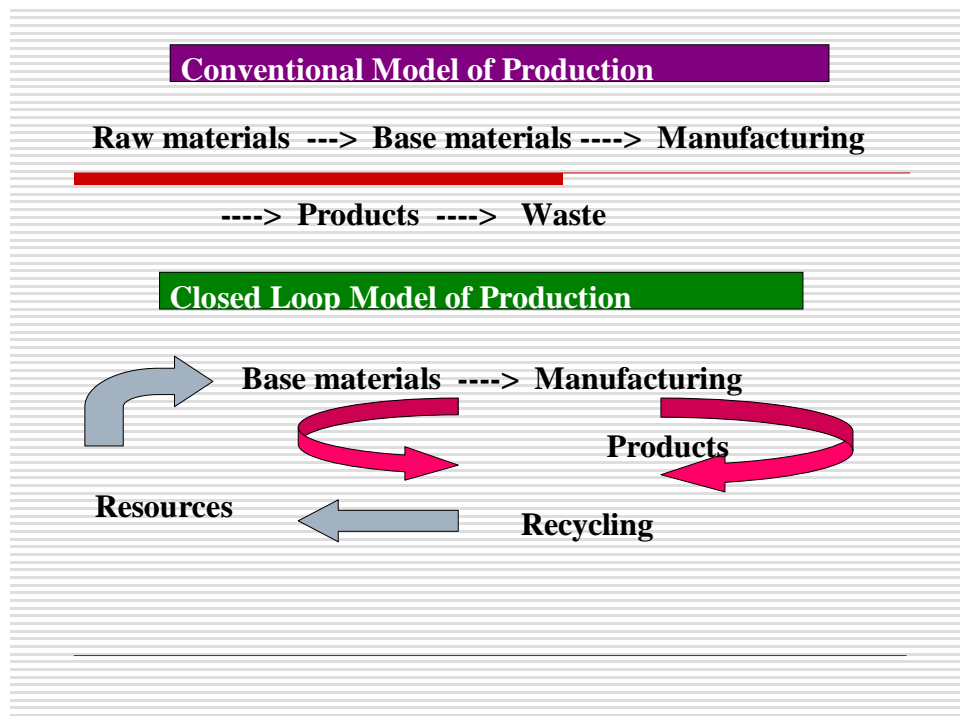 Conventional Model of Production
Raw materials ---> Base materials ----> Manufacturing
----> Products ----> Waste
Closed Loop Model of Production
Base materials ----> Manufacturing
Products
Resources
Recycling